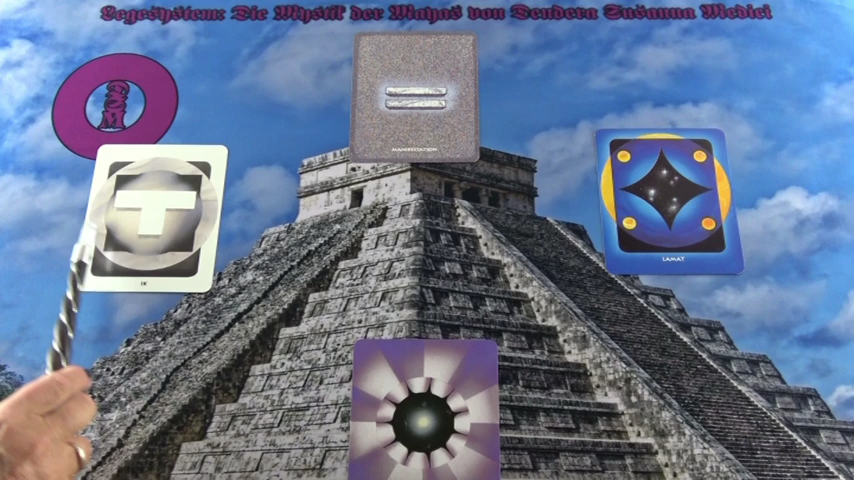 Legesystem: Die Mystik der Mayas von Dendera Susanna Medici
MANIFESTATION
LAMAT
IK'